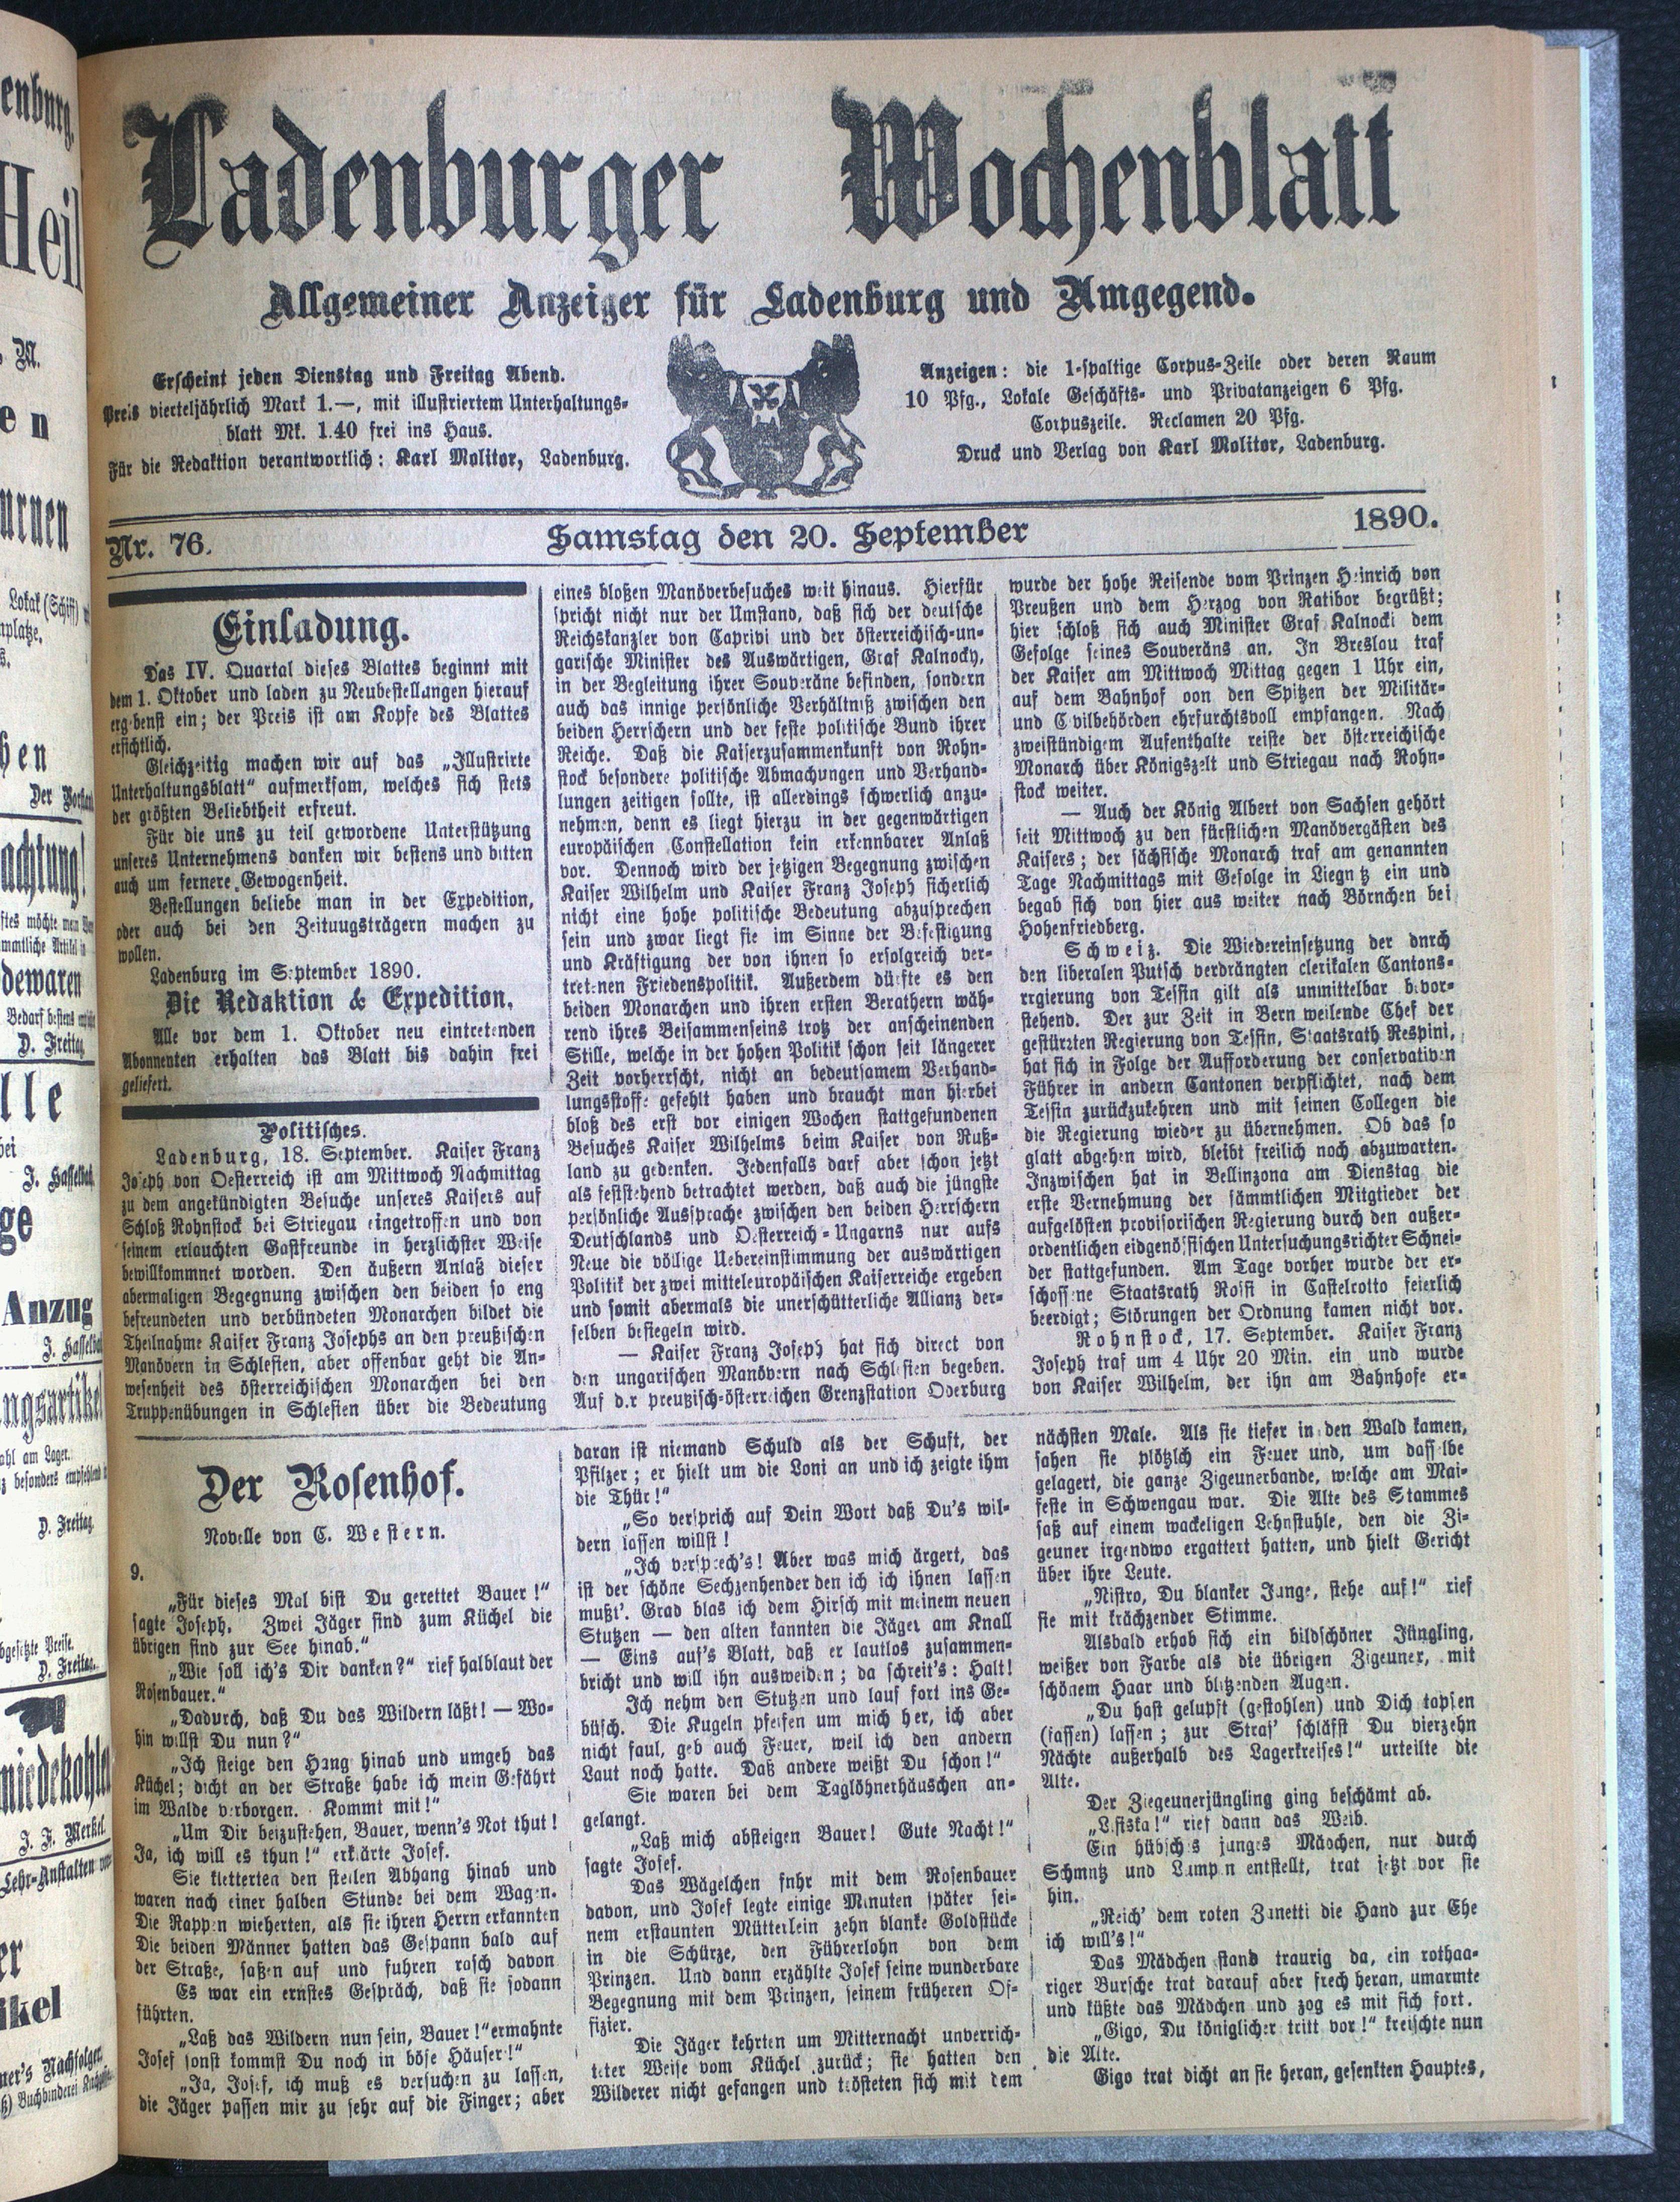 Ladenburger Wochenblatt
Allgemeiner Anzeiger für Ladenburg und Umgegend.
Erscheint jeden Dienstag und Freitag Abend.
Preis vierteljährlich Mark 1.—, mit illustriertem Unterhaltungs-
blatt Mk. 1.40 frei ins Haus.
Für die Redaktion verantwortlich: Karl Molitor, Ladenburg.
Anzeigen: die 1-spaltige Corpus-Zeile oder deren Raum
10 Pfg., Lokale Geschäfts- und Privatanzeigen 6 Pfg.
Corpuszeile. Reclamen 20 Pfg.
Druck und Verlag von Karl Molitor, Ladenburg.
Nr. 76.
Samstag den 20. September
1890.
Einladung.
Das IV. Quartal dieses Blattes beginnt mit
dem 1. Oktober und laden zu Neubestellungen hierauf
ergebenst ein; der Preis ist am Kopfe des Blattes
ersichtlich.
Gleichzeitig machen wir auf das „Illustrirte
Unterhaltungsblatt“ aufmerksam, welches sich stets
der größten Beliebtheit erfreut.
Für die uns zu teil gewordene Unterstützung
unseres Unternehmens danken wir bestens und bitten
auch um fernere Gewogenheit.
Bestellungen beliebe man in der Expedition,
oder auch bei den Zeituugsträgern machen zu
wollen.
Ladenburg im September 1890.
Die Redaktion & Expedition.
Alle vor dem 1. Oktober neu eintretenden
Abonnenten erhalten das Blatt bis dahin frei
geliefert.
Politisches.
Ladenburg, 18. September. Kaiser Franz
Joseph von Oesterreich ist am Mittwoch Nachmittag
zu dem angekündigten Besuche unseres Kaisers auf
Schloß Rohnstock bei Striegau eingetroffen und von
seinem erlauchten Gastfreunde in herzlichster Weise
bewillkommnet worden. Den äußern Anlaß dieser
abermaligen Begegnung zwischen den beiden so eng
befreundeten und verbündeten Monarchen bildet die
Theilnahme Kaiser Franz Josephs an den preußischen
Manövern in Schlesien, aber offenbar geht die An-
wesenheit des österreichischen Monarchen bei den
Truppenübungen in Schlesien über die Bedeutung
eines bloßen Manöverbesuches weit hinaus. Hierfür
spricht nicht nur der Umstand, daß sich der deutsche
Reichskanzler von Caprivi und der österreichisch-un-
garische Minister des Auswärtigen, Graf Kalnocky,
in der Begleitung ihrer Souveräne befinden, sondern
auch das innige persönliche Verhältniß zwischen den
beiden Herrschern und der feste politische Bund ihrer
Reiche. Daß die Kaiserzusammenkunft von Rohn-
stock besondere politische Abmachungen und Verhand-
lungen zeitigen sollte, ist allerdings schwerlich anzu-
nehmen, denn es liegt hierzu in der gegenwärtigen
europäischen Constellation kein erkennbarer Anlaß
vor. Dennoch wird der jetzigen Begegnung zwischen
Kaiser Wilhelm und Kaiser Franz Joseph sicherlich
nicht eine hohe politische Bedeutung abzusprechen
sein und zwar liegt sie im Sinne der Befestigung
und Kräftigung der von ihnen so erfolgreich ver-
tretenen Friedenspolitik. Außerdem dürfte es den
beiden Monarchen und ihren ersten Berathern wäh-
rend ihres Beisammenseins trotz der anscheinenden
Stille, welche in der hohen Politik schon seit längerer
Zeit vorherrscht, nicht an bedeutsamem Verhand-
lungsstoffe gefehlt haben und braucht man hierbei
bloß des erst vor einigen Wochen stattgefundenen
Besuches Kaiser Wilhelms beim Kaiser von Ruß-
land zu gedenken. Jedenfalls darf aber schon jetzt
als feststehend betrachtet werden, daß auch die jüngste
persönliche Aussprache zwischen den beiden Herrschern
Deutschlands und Oesterreich-Ungarns nur aufs
Neue die völlige Uebereinstimmung der auswärtigen
Politik der zwei mitteleuropäischen Kaiserreiche ergeben
und somit abermals die unerschütterliche Allianz der-
selben besiegeln wird.
— Kaiser Franz Joseph hat sich direct von
den ungarischen Manövern nach Schlesien begeben.
Auf der preußisch-österreichen Grenzstation Oderburg
wurde der hohe Reisende vom Prinzen Heinrich von
Preußen und dem Herzog von Ratibor begrüßt;
hier schloß sich auch Minister Graf Kalnocki dem
Gefolge seines Souveräns an. In Breslau traf
der Kaiser am Mittwoch Mittag gegen 1 Uhr ein,
auf dem Bahnhof von den Spitzen der Militär-
und Civilbehörden ehrfurchtsvoll empfangen. Nach
zweistündigem Aufenthalte reiste der österreichische
Monarch über Königszelt und Striegau nach Rohn-
stock weiter.
— Auch der König Albert von Sachsen gehört
seit Mittwoch zu den fürstlichen Manövergästen des
Kaisers; der sächsische Monarch traf am genannten
Tage Nachmittags mit Gefolge in Liegnitz ein und
begab sich von hier aus weiter nach Börnchen bei
Hohenfriedberg.
Schweiz. Die Wiedereinsetzung der dnrch
den liberalen Putsch verdrängten clerikalen Cantons-
regierung von Tessin gilt als unmittelbar bevor-
stehend. Der zur Zeit in Bern weilende Chef der
gestürzten Regierung von Tessin, Staatsrath Respini,
hat sich in Folge der Aufforderung der conservativen
Führer in andern Cantonen verpflichtet, nach dem
Tessin zurückzukehren und mit seinen Collegen die
die Regierung wieder zu übernehmen. Ob das so
glatt abgehen wird, bleibt freilich noch abzuwarten.
Inzwischen hat in Bellinzona am Dienstag die
erste Vernehmung der sämmtlichen Mitglieder der
aufgelösten provisorischen Regierung durch den außer-
ordentlichen eidgenössischen Untersuchungsrichter Schnei-
der stattgefunden. Am Tage vorher wurde der er-
schossene Staatsrath Rossi in Castelrotto feierlich
beerdigt; Störungen der Ordnung kamen nicht vor.
Rohnstock, 17. September. Kaiser Franz
Joseph traf um 4 Uhr 20 Min. ein und wurde
von Kaiser Wilhelm, der ihn am Bahnhofe er-
Der Rosenhof.
Novelle von C. Western.
9.
„Für dieses Mal bist Du gerettet Bauer!“
sagte Joseph. Zwei Jäger sind zum Küchel die
übrigen sind zur See hinab.“
„Wie soll ich's Dir danken?“ rief halblaut der
Rosenbauer.“
„Dadurch, daß Du das Wildern läßt! — Wo-
hin willst Du nun?“
„Ich steige den Hang hinab und umgeh das
Küchel; dicht an der Straße habe ich mein Gefährt
im Walde verborgen. Kommt mit!“
„Um Dir beizustehen, Bauer, wenn's Not thut!
Ja, ich will es thun!“ erklärte Josef.
Sie kletterten den steilen Abhang hinab und
waren nach einer halben Stunde bei dem Wagen.
Die Rappen wieherten, als sie ihren Herrn erkannten
Die beiden Männer hatten das Gespann bald auf
der Straße, saßen auf und fuhren rasch davon
Es war ein ernstes Gespräch, daß sie sodann
führten.
„Laß das Wildern nun sein, Bauer!“ ermahnte
Josef sonst kommst Du noch in böse Häuser!“
„Ja, Josef, ich muß es versuchen zu lassen,
die Jäger passen mir zu sehr auf die Finger; aber
daran ist niemand Schuld als der Schuft, der
Pfilzer; er hielt um die Loni an und ich zeigte ihm
die Thür!“
„So versprich auf Dein Wort daß Du's wil-
dern lassen willst!
„Ich versprech's! Aber was mich ärgert, das
ist der schöne Sechzenhender den ich ich ihnen lassen
mußt'. Grad blas ich dem Hirsch mit meinem neuen
Stutzen — den alten kannten die Jäger am Knall
— Eins auf's Blatt, daß er lautlos zusammen-
bricht und will ihn ausweiden; da schreit's: Halt!
Ich nehm den Stutzen und lauf fort ins Ge-
büsch. Die Kugeln pfeifen um mich her, ich aber
nicht faul, geb auch Feuer, weil ich den andern
Laut noch hatte. Daß andere weißt Du schon!“
Sie waren bei dem Taglöhnerhäuschen an-
gelangt.
„Laß mich absteigen Bauer! Gute Nacht!“
sagte Josef.
Das Wägelchen fnhr mit dem Rosenbauer
davon, und Josef legte einige Minuten später sei-
nem erstaunten Mütterlein zehn blanke Goldstücke
in die Schürze, den Führerlohn von dem
Prinzen. Und dann erzählte Josef seine wunderbare
Begegnung mit dem Prinzen, seinem früheren Of-
fizier.
Die Jäger kehrten um Mitternacht unverrich-
teter Weise vom Küchel zurück; sie hatten den
Wilderer nicht gefangen und trösteten sich mit dem
nächsten Male. Als sie tiefer in den Wald kamen,
sahen sie plötzlch ein Feuer und, um dasselbe
gelagert, die ganze Zigeunerbande, welche am Mai-
feste in Schwengau war. Die Alte des Stammes
saß auf einem wackeligen Lehnstuhle, den die Zi-
geuner irgendwo ergattert hatten, und hielt Gericht
über ihre Leute.
„Nistro, Du blanker Junge, stehe auf!“ rief
sie mit krächzender Stimme.
Alsbald erhob sich ein bildschöner Jüngling,
weißer von Farbe als die übrigen Zigeuner, mit
schönem Haar und blitzenden Augen.
„Du hast gelupft (gestohlen) und Dich tapsen
(fassen) lassen; zur Straf' schläfst Du vierzehn
Nächte außerhalb des Lagerkreises!“ urteilte die
Alte.
Der Ziegeunerjüngling ging beschämt ab.
rief dann das Weib.
Ein hübsches junges Mädchen, nur durch
Schmntz und Lumpen entstellt, trat jetzt vor sie
hin.
„Reich' dem roten Zanetti die Hand zur Ehe
ich will's!“
Das Mädchen stand traurig da, ein rothaa-
riger Bursche trat darauf aber frech heran, umarmte
und küßte das Mädchen und zog es mit sich fort.
„Gigo, Du königlicher tritt vor!“ kreischte nun
die Alte.
Gigo trat dicht an sie heran, gesenkten Hauptes,
enburg.
Heil
achtung!
dewaren
D. Freitag.
J. Hasselbach.
Anzug
ngsartikel
D. Freitag.
J. F. Merkel.
ikel